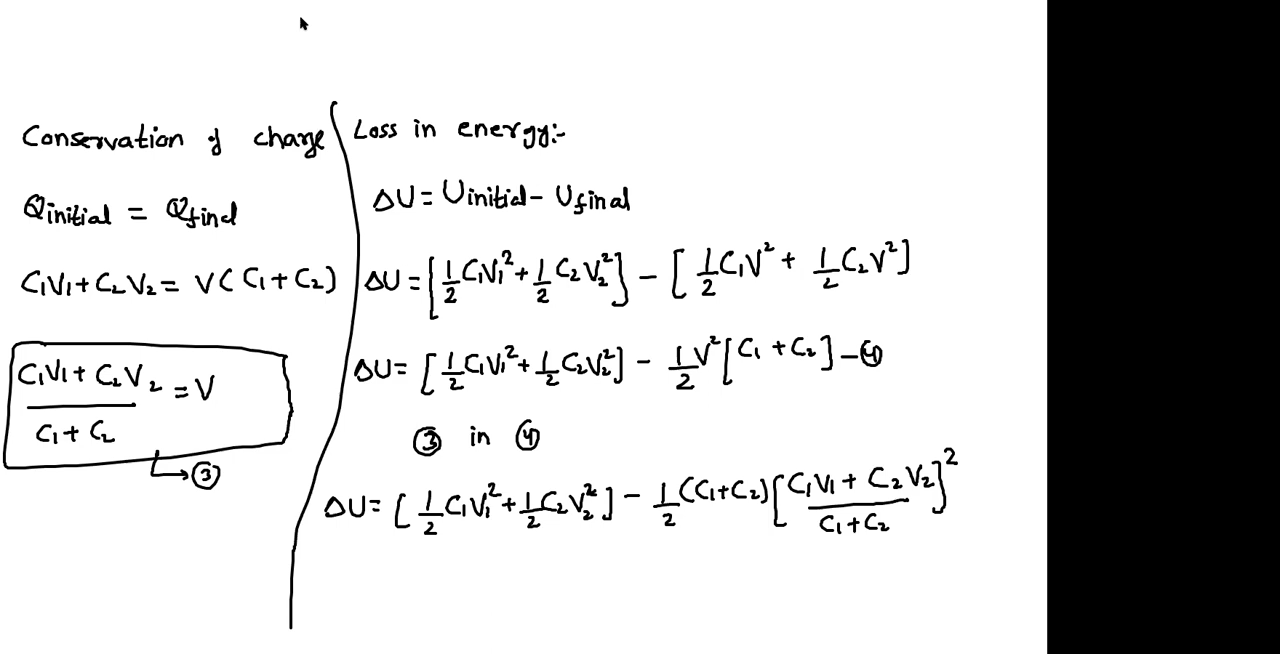 Conservation of charge
Qinitial = Qfinal
C₁V₁ + C₂V₂ = V(C₁ + C₂)
C₁V₁ + C₂V₂ = V
C₁ + C₂
↳ ③
Loss in energy:-
ΔU = Uinitial - Ufinal
ΔU = [1/2 C₁V₁² + 1/2 C₂V₂²] - [1/2 C₁V² + 1/2 C₂V²]
ΔU = [1/2 C₁V₁² + 1/2 C₂V₂²] - 1/2 V² [C₁ + C₂] - ④
③ in ④
ΔU = [1/2 C₁V₁² + 1/2 C₂V₂²] - 1/2 (C₁+C₂) [C₁V₁ + C₂V₂ / C₁+C₂]²